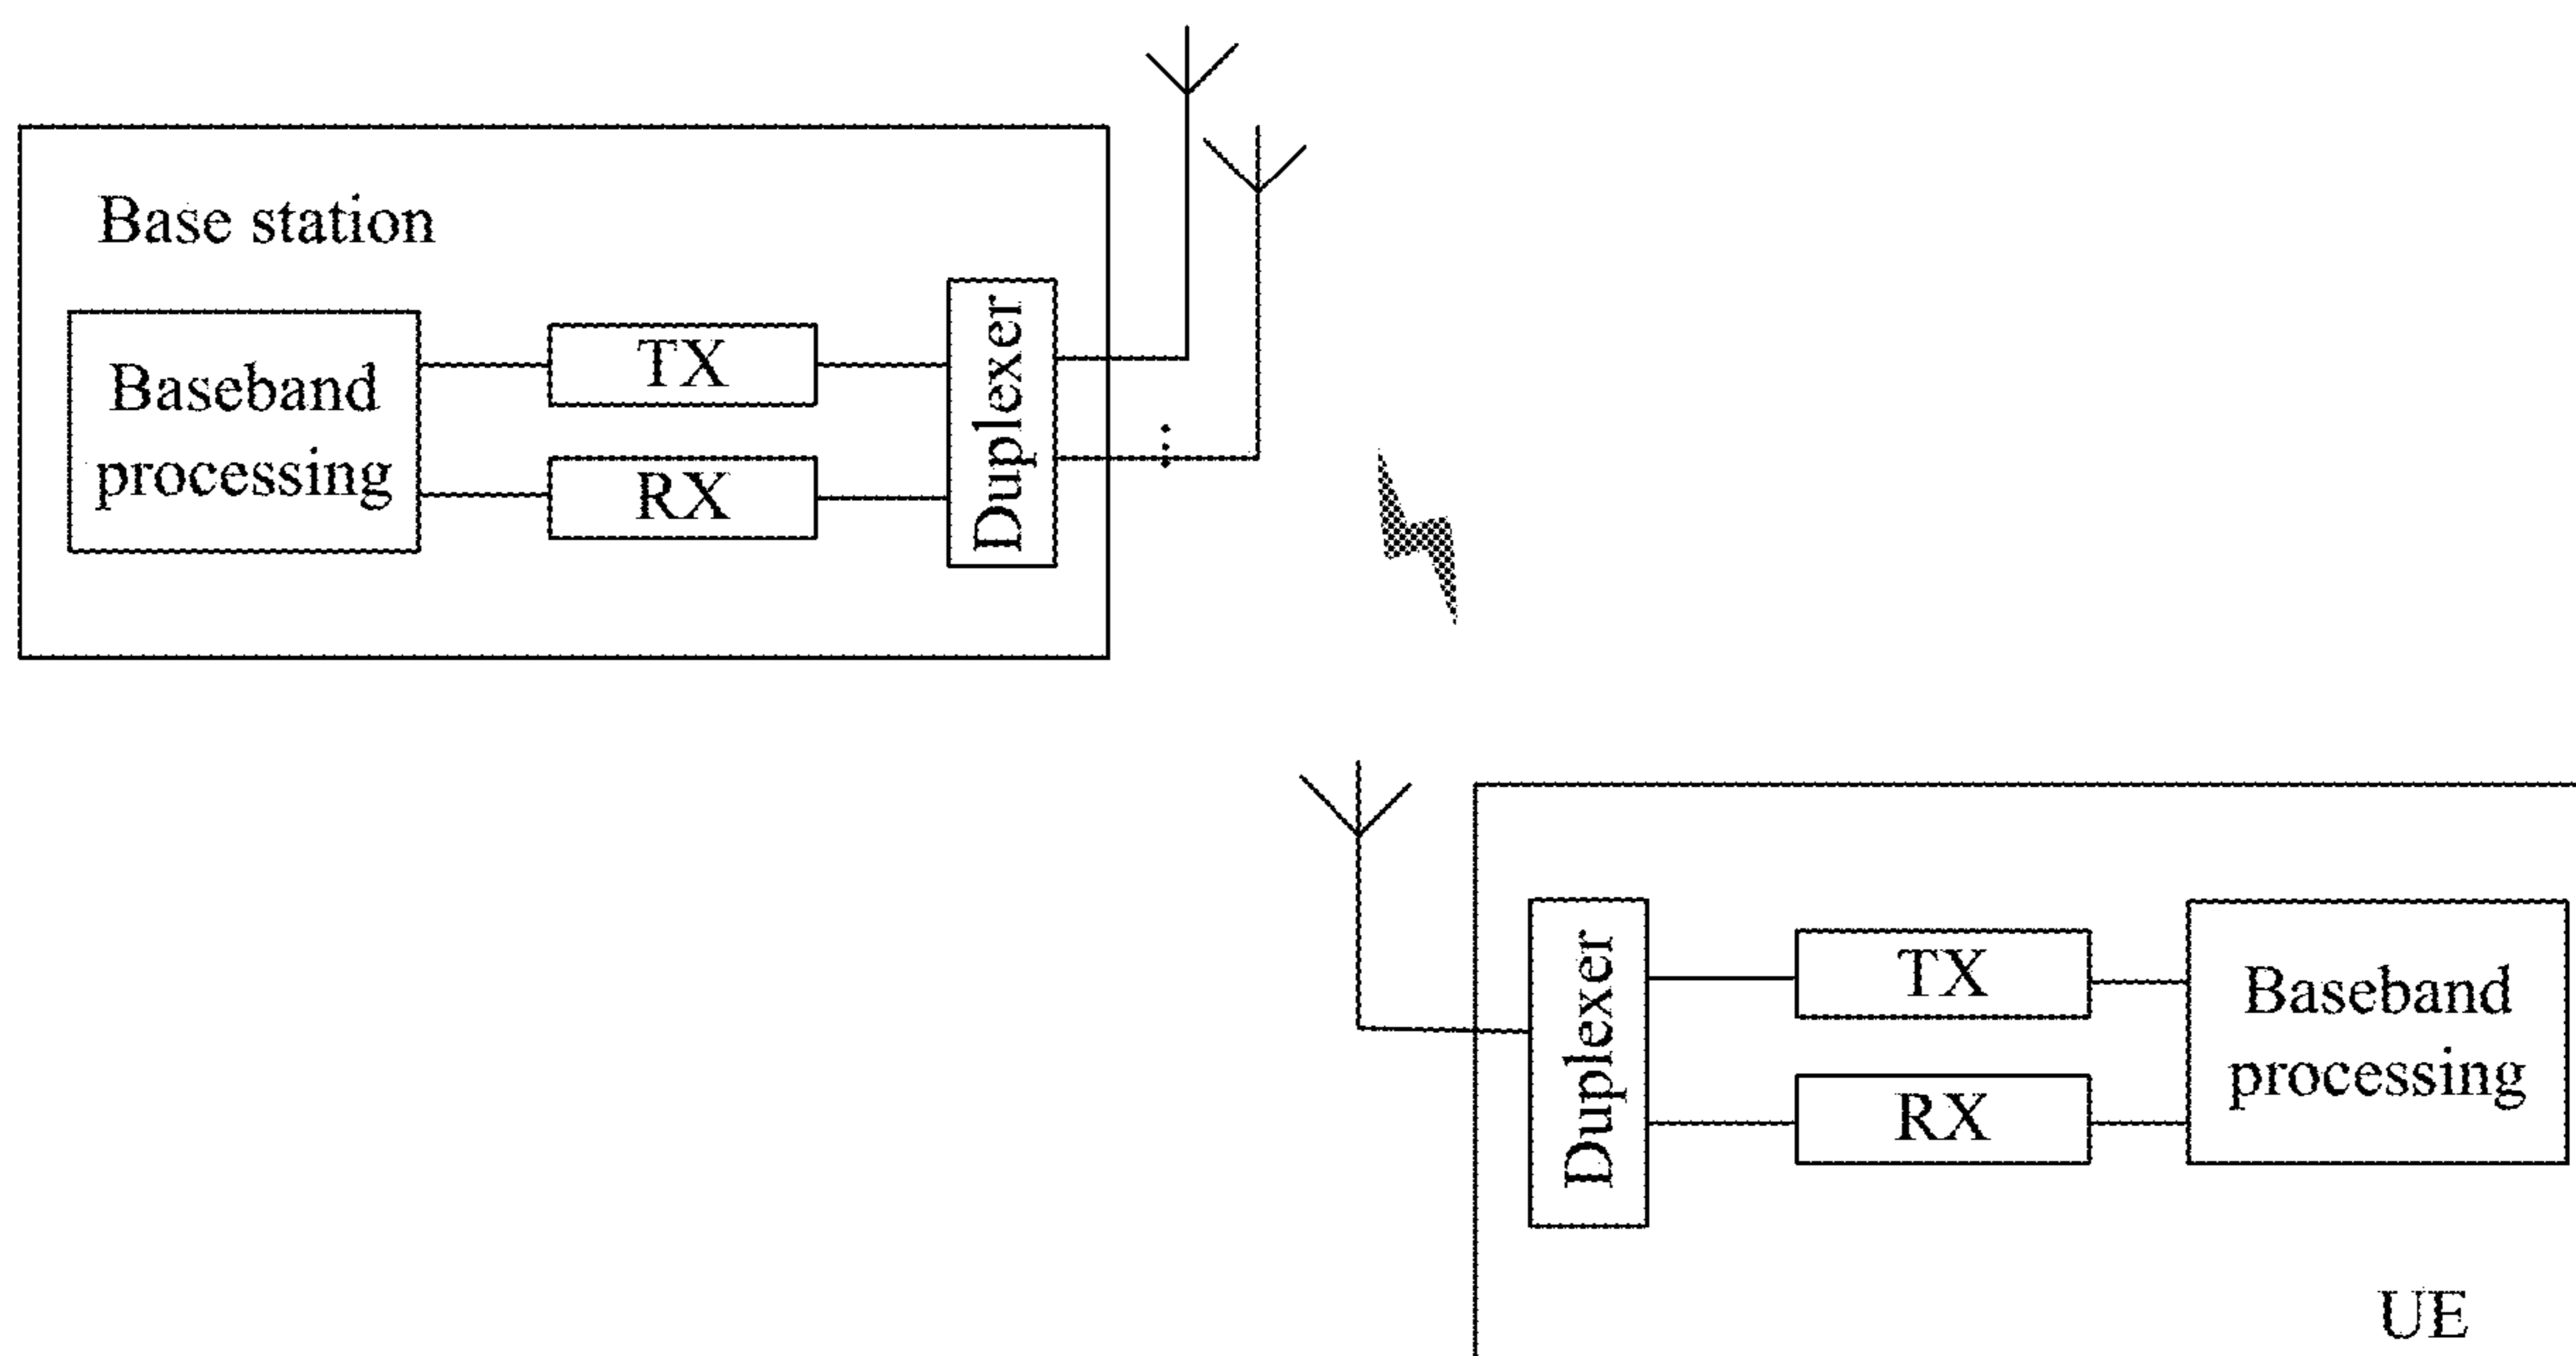 Base station
Baseband
processing
TX
RX
Duplexer
Duplexer
TX
RX
Baseband
processing
UE